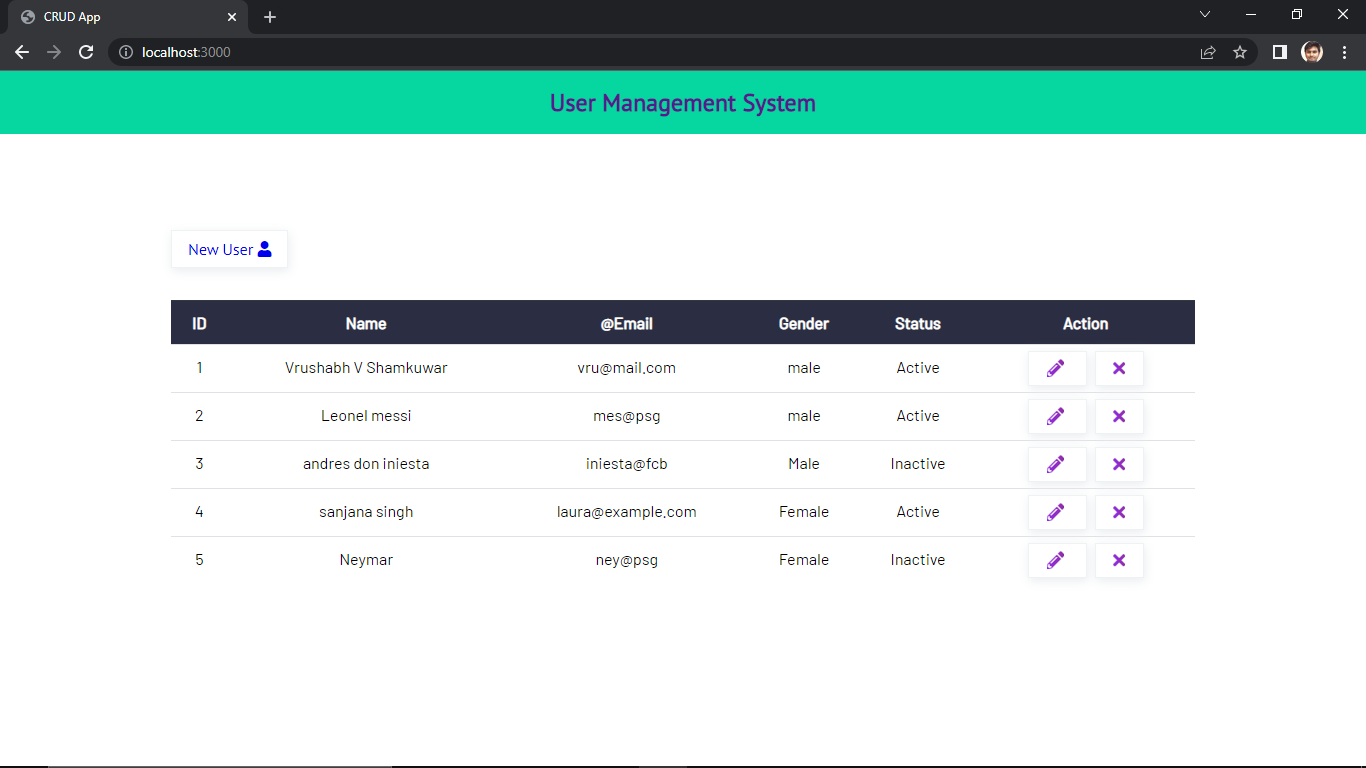 CRUD App
localhost:3000
User Management System
New User
ID Name @Email Gender Status Action
1 Vrushabh V Shamkuwar vru@mail.com male Active
2 Leonel messi mes@psg male Active
3 andres don iniesta iniesta@fcb Male Inactive
4 sanjana singh laura@example.com Female Active
5 Neymar ney@psg Female Inactive